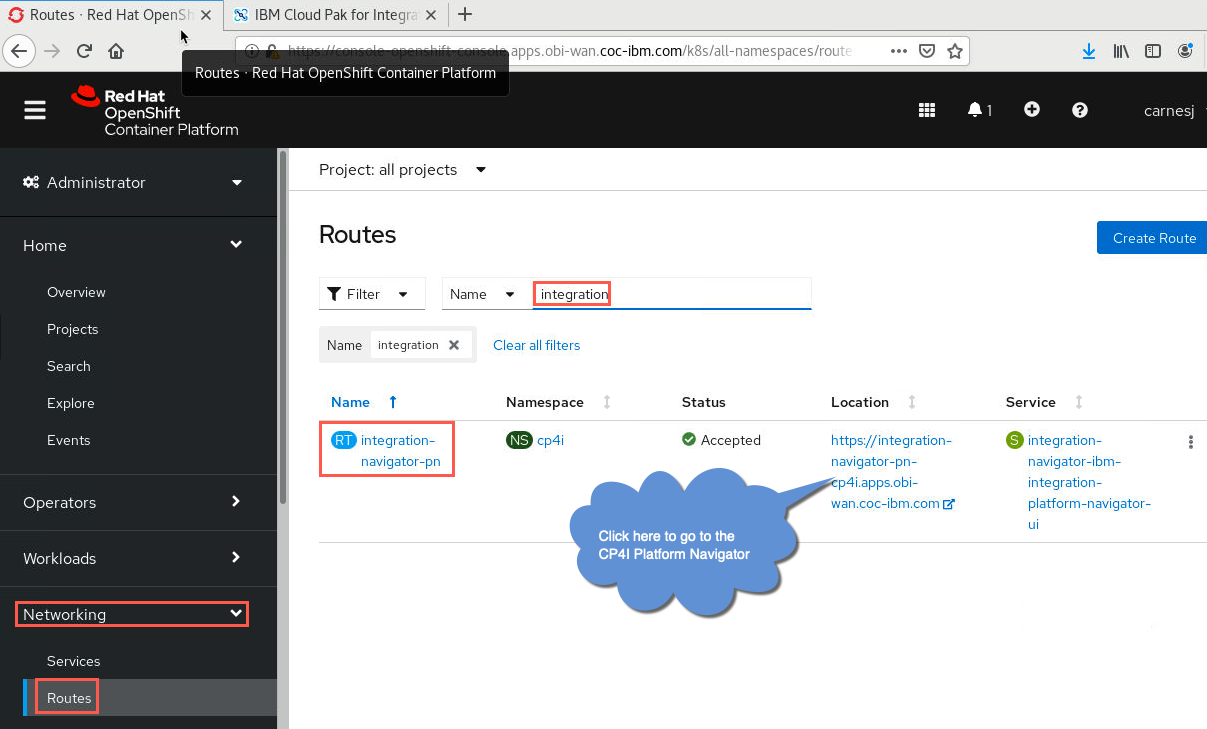 Routes · Red Hat OpenSh
IBM Cloud Pak for Integra
https://console-openshift-console.apps.obi-wan.coc-ibm.com/k8s/all-namespaces/route
Routes · Red Hat OpenShift Container Platform
Red Hat
OpenShift
Container Platform
1
carnesj
Administrator
Project: all projects
Home
Routes
Create Route
Overview
Filter
Name
integration
Projects
Name
integration
Clear all filters
Search
Explore
Name
Namespace
Status
Location
Service
Events
RT integration-
navigator-pn
NS cp4i
Accepted
https://integration-
navigator-pn-
cp4i.apps.obi-
wan.coc-ibm.com
S integration-
navigator-ibm-
integration-
platform-navigator-
ui
Click here to go to the
CP4I Platform Navigator
Operators
Workloads
Networking
Services
Routes